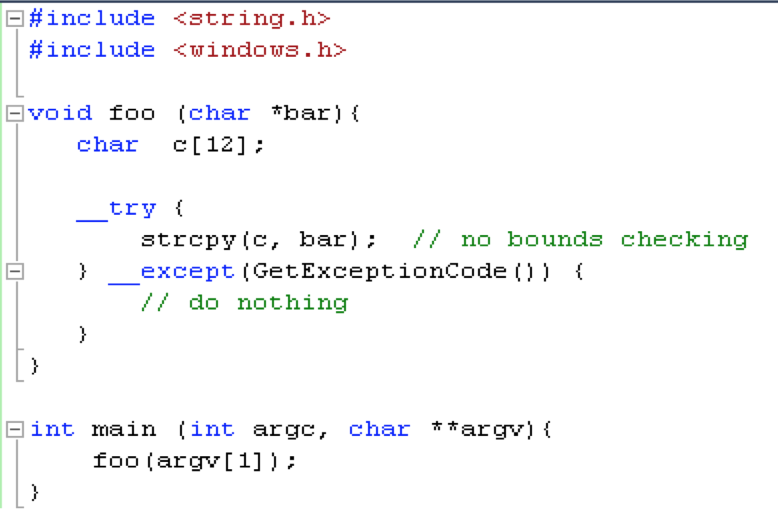 #include <string.h>
#include <windows.h>
void foo (char *bar){
char c[12];
__try {
strcpy(c, bar); // no bounds checking
} __except(GetExceptionCode()) {
// do nothing
}
}
int main (int argc, char **argv){
foo(argv[1]);
}